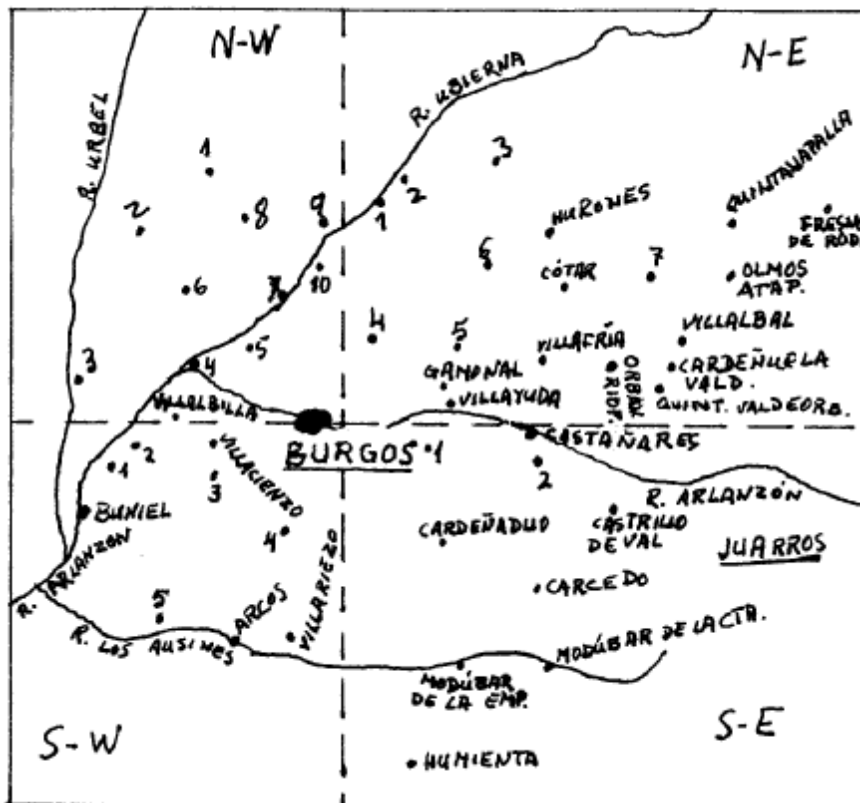 N-W
N-E
R. URBEL
R. UBIERNA
1
2
8
9
6
7
10
3
4
5
1
2
3
HURONES
QUINTANAPALLA
6
CÓTAR
7
OLMOS
ATAP.
4
5
VILLAFRÍA
VILLALBAL
GAMONAL
VILLAYUDA
CARDEÑUELA
VALD.
QUINT. VALDEORB.
VILLALBILLA
BURGOS
1
CASTAÑARES
2
R. ARLANZÓN
1
2
3
VILLACIENZO
BUNIEL
4
CARDEÑADIJO
CASTRILLO
DE VAL
JUARROS
R. ARLANZÓN
5
ARCOS
VILLARIEZO
CARCEDO
R. LOS AUSINES
MODÚBAR
DE LA EMP.
MODÚBAR DE LA CTA.
S-W
S-E
HUMIENTA